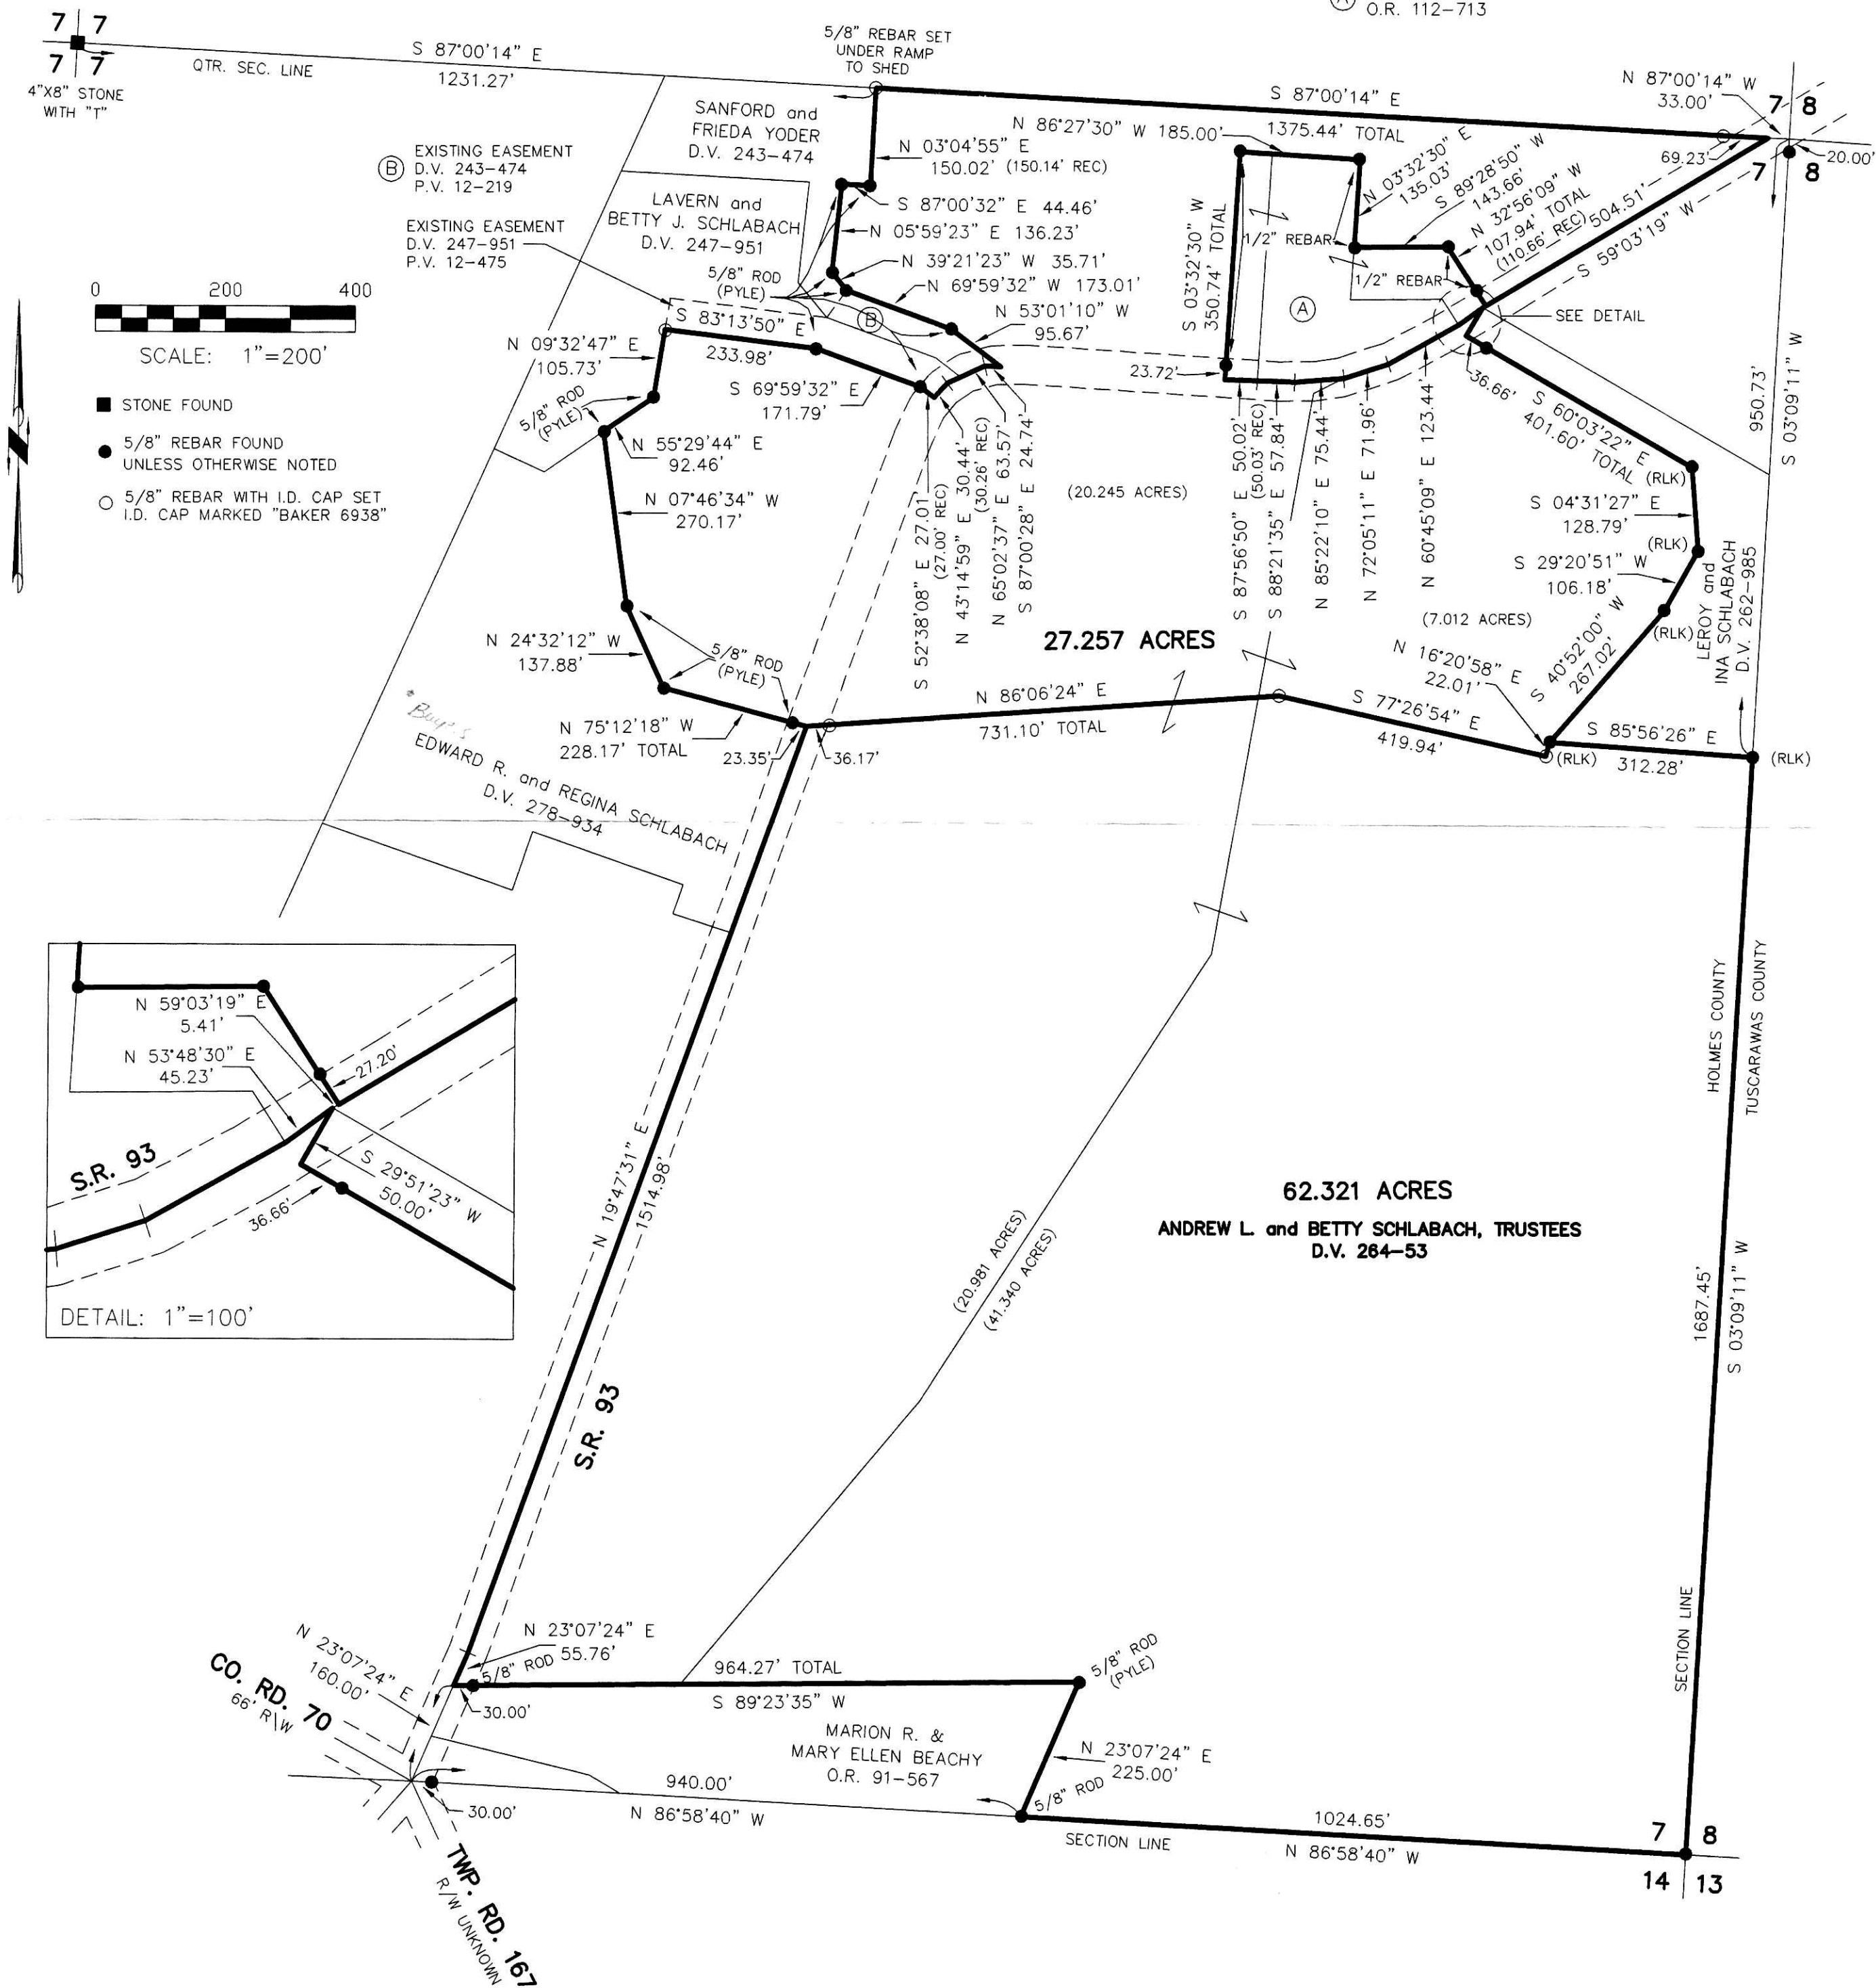 A
O.R. 112-713
7 7
7 7
4"X8" STONE
WITH "T"
QTR. SEC. LINE
S 87°00'14" E
1231.27'
5/8" REBAR SET
UNDER RAMP
TO SHED
S 87°00'14" E
1375.44' TOTAL
N 87°00'14" W
33.00'
7 8
7 8
69.23'
20.00'
SANFORD and
FRIEDA YODER
D.V. 243-474
N 03°04'55" E
150.02' (150.14' REC)
N 86°27'30" W 185.00'
N 03°32'30" E
135.03'
S 89°28'50" W
143.66'
N 32°56'09" W
107.94' TOTAL
(110.66' REC)
504.51'
S 59°03'19" W
B
EXISTING EASEMENT
D.V. 243-474
P.V. 12-219
EXISTING EASEMENT
D.V. 247-951
P.V. 12-475
LAVERN and
BETTY J. SCHLABACH
D.V. 247-951
S 87°00'32" E 44.46'
N 05°59'23" E 136.23'
N 39°21'23" W 35.71'
N 69°59'32" W 173.01'
N 53°01'10" W
95.67'
5/8" ROD
(PYLE)
B
S 03°32'30" W
350.74' TOTAL
1/2" REBAR
1/2" REBAR
A
SEE DETAIL
23.72'
0 200 400
SCALE: 1"=200'
STONE FOUND
5/8" REBAR FOUND
UNLESS OTHERWISE NOTED
5/8" REBAR WITH I.D. CAP SET
I.D. CAP MARKED "BAKER 6938"
S 83°13'50" E
233.98'
N 09°32'47" E
105.73'
S 69°59'32" E
171.79'
5/8" ROD
(PYLE)
N 55°29'44" E
92.46'
N 07°46'34" W
270.17'
N 24°32'12" W
137.88'
5/8" ROD
(PYLE)
N 75°12'18" W
228.17' TOTAL
23.35'
36.17'
S 52°38'08" E 27.01'
(27.00' REC)
N 43°14'59" E 30.44'
(30.26' REC)
N 65°02'37" E 63.57'
S 87°00'28" E 24.74'
(20.245 ACRES)
27.257 ACRES
S 87°56'50" E 50.02'
(50.03' REC)
S 88°21'35" E 57.84'
N 85°22'10" E 75.44'
N 72°05'11" E 71.96'
N 60°45'09" E 123.44'
36.66'
S 60°03'22" E
401.60' TOTAL
(RLK)
S 04°31'27" E
128.79'
(RLK)
S 29°20'51" W
106.18'
(RLK)
(7.012 ACRES)
S 40°52'00" W
267.02'
N 16°20'58" E
22.01'
LEROY and
INA SCHLABACH
D.V. 262-985
950.73'
S 03°09'11" W
N 86°06'24" E
731.10' TOTAL
S 77°26'54" E
419.94'
(RLK)
S 85°56'26" E
312.28'
(RLK)
EDWARD R. and REGINA SCHLABACH
D.V. 278-934
N 59°03'19" E
5.41'
N 53°48'30" E
45.23'
27.20'
S.R. 93
36.66'
S 29°51'23" W
50.00'
DETAIL: 1"=100'
N 19°47'31" E
1514.98'
S.R. 93
(20.981 ACRES)
(41.340 ACRES)
62.321 ACRES
ANDREW L. and BETTY SCHLABACH, TRUSTEES
D.V. 264-53
HOLMES COUNTY
TUSCARAWAS COUNTY
1687.45'
S 03°09'11" W
SECTION LINE
N 23°07'24" E
55.76'
5/8" ROD
964.27' TOTAL
S 89°23'35" W
5/8" ROD
(PYLE)
30.00'
N 23°07'24" E
160.00'
CO. RD. 70
66' R\W
MARION R. &
MARY ELLEN BEACHY
O.R. 91-567
N 23°07'24" E
225.00'
5/8" ROD
940.00'
N 86°58'40" W
30.00'
1024.65'
SECTION LINE
N 86°58'40" W
7 8
14 13
TWP. RD. 167
R/W UNKNOWN